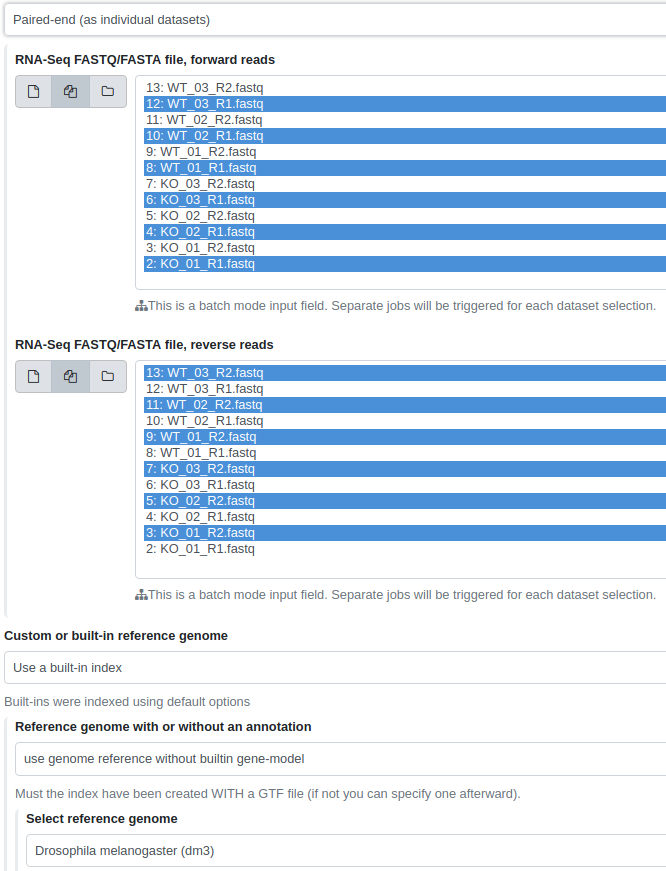 Paired-end (as individual datasets)
RNA-Seq FASTQ/FASTA file, forward reads
13: WT_03_R2.fastq
12: WT_03_R1.fastq
11: WT_02_R2.fastq
10: WT_02_R1.fastq
9: WT_01_R2.fastq
8: WT_01_R1.fastq
7: KO_03_R2.fastq
6: KO_03_R1.fastq
5: KO_02_R2.fastq
4: KO_02_R1.fastq
3: KO_01_R2.fastq
2: KO_01_R1.fastq
This is a batch mode input field. Separate jobs will be triggered for each dataset selection.
RNA-Seq FASTQ/FASTA file, reverse reads
13: WT_03_R2.fastq
12: WT_03_R1.fastq
11: WT_02_R2.fastq
10: WT_02_R1.fastq
9: WT_01_R2.fastq
8: WT_01_R1.fastq
7: KO_03_R2.fastq
6: KO_03_R1.fastq
5: KO_02_R2.fastq
4: KO_02_R1.fastq
3: KO_01_R2.fastq
2: KO_01_R1.fastq
This is a batch mode input field. Separate jobs will be triggered for each dataset selection.
Custom or built-in reference genome
Use a built-in index
Built-ins were indexed using default options
Reference genome with or without an annotation
use genome reference without builtin gene-model
Must the index have been created WITH a GTF file (if not you can specify one afterward).
Select reference genome
Drosophila melanogaster (dm3)